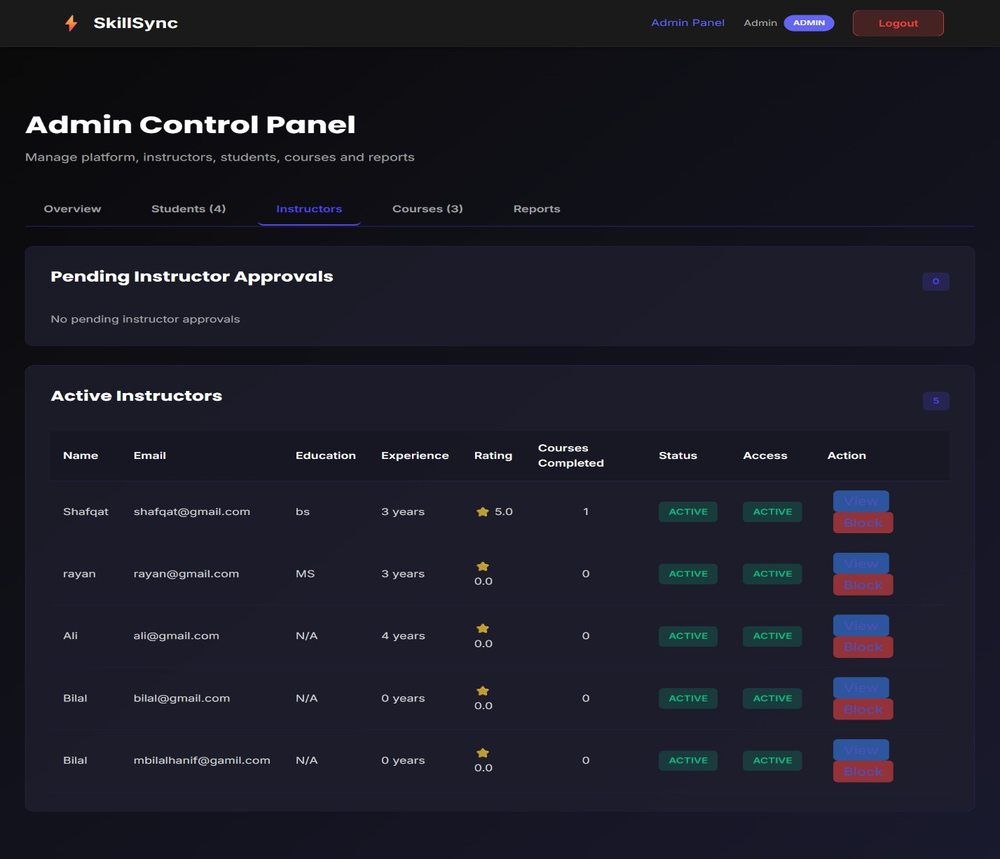 SkillSync
Admin Panel Admin ADMIN Logout
Admin Control Panel
Manage platform, instructors, students, courses and reports
Overview Students (4) Instructors Courses (3) Reports
Pending Instructor Approvals 0
No pending instructor approvals
Active Instructors 5
Name Email Education Experience Rating Courses Completed Status Access Action
Shafqat shafqat@gmail.com bs 3 years 5.0 1 ACTIVE ACTIVE View Block
rayan rayan@gmail.com MS 3 years 0.0 0 ACTIVE ACTIVE View Block
Ali ali@gmail.com N/A 4 years 0.0 0 ACTIVE ACTIVE View Block
Bilal bilal@gmail.com N/A 0 years 0.0 0 ACTIVE ACTIVE View Block
Bilal mbilalhanif@gamil.com N/A 0 years 0.0 0 ACTIVE ACTIVE View Block